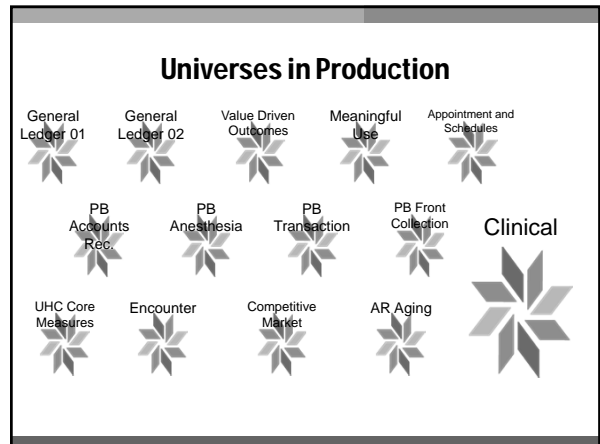 Universes in Production
General
Ledger 01
General
Ledger 02
Value Driven
Outcomes
Meaningful
Use
Appointment and
Schedules
PB
Accounts
Rec.
PB
Anesthesia
PB
Transaction
PB Front
Collection
Clinical
UHC Core
Measures
Encounter
Competitive
Market
AR Aging